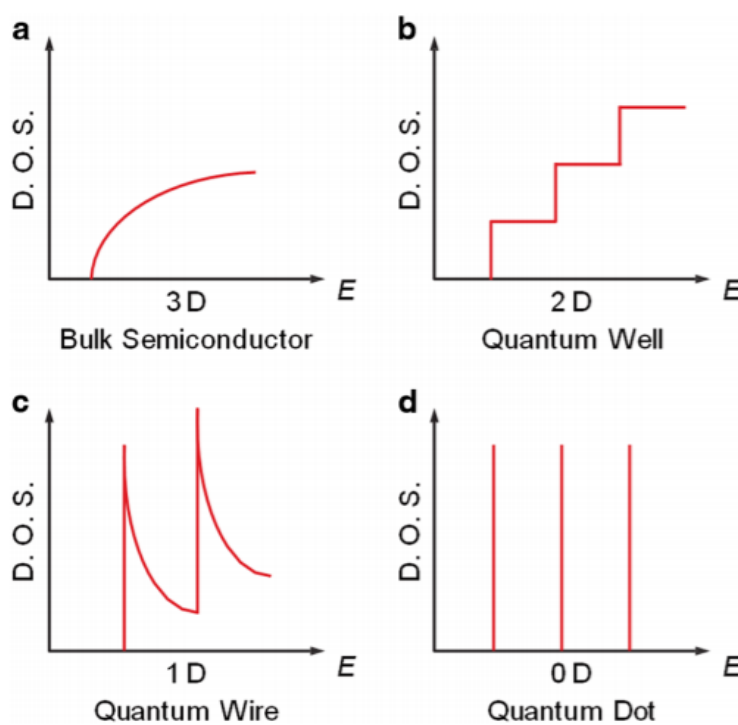 a
D. O. S.
E
3 D
Bulk Semiconductor
b
D. O. S.
E
2 D
Quantum Well
c
D. O. S.
E
1 D
Quantum Wire
d
D. O. S.
E
0 D
Quantum Dot